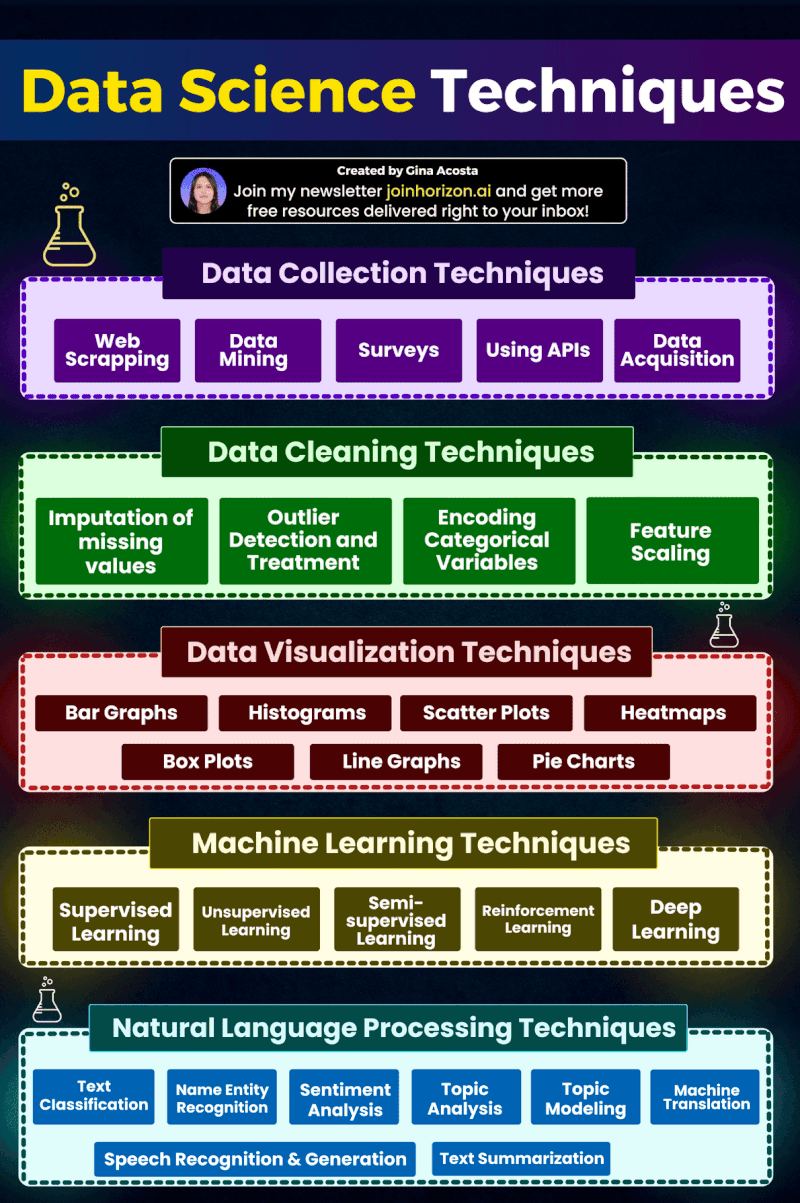 Data Science Techniques
Created by Gina Acosta
Join my newsletter joinhorizon.ai and get more
free resources delivered right to your inbox!
Data Collection Techniques
Web
Scrapping
Data
Mining
Surveys
Using APIs
Data
Acquisition
Data Cleaning Techniques
Imputation of
missing
values
Outlier
Detection and
Treatment
Encoding
Categorical
Variables
Feature
Scaling
Data Visualization Techniques
Bar Graphs
Histograms
Scatter Plots
Heatmaps
Box Plots
Line Graphs
Pie Charts
Machine Learning Techniques
Supervised
Learning
Unsupervised
Learning
Semi-
supervised
Learning
Reinforcement
Learning
Deep
Learning
Natural Language Processing Techniques
Text
Classification
Name Entity
Recognition
Sentiment
Analysis
Topic
Analysis
Topic
Modeling
Machine
Translation
Speech Recognition & Generation
Text Summarization